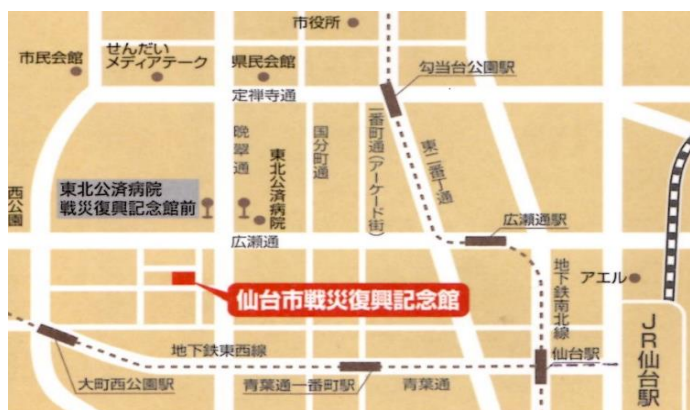 市役所
市民会館
せんだい
メディアテーク
県民会館
勾当台公園駅
定禅寺通
晩翠通
国分町通
一番町通(アーケード街)
東二番丁通
東北公済病院
西公園
東北公済病院
戦災復興記念館前
広瀬通駅
広瀬通
地下鉄南北線
アエル
仙台市戦災復興記念館
JR仙台駅
地下鉄東西線
仙台駅
大町西公園駅
青葉通一番町駅
青葉通